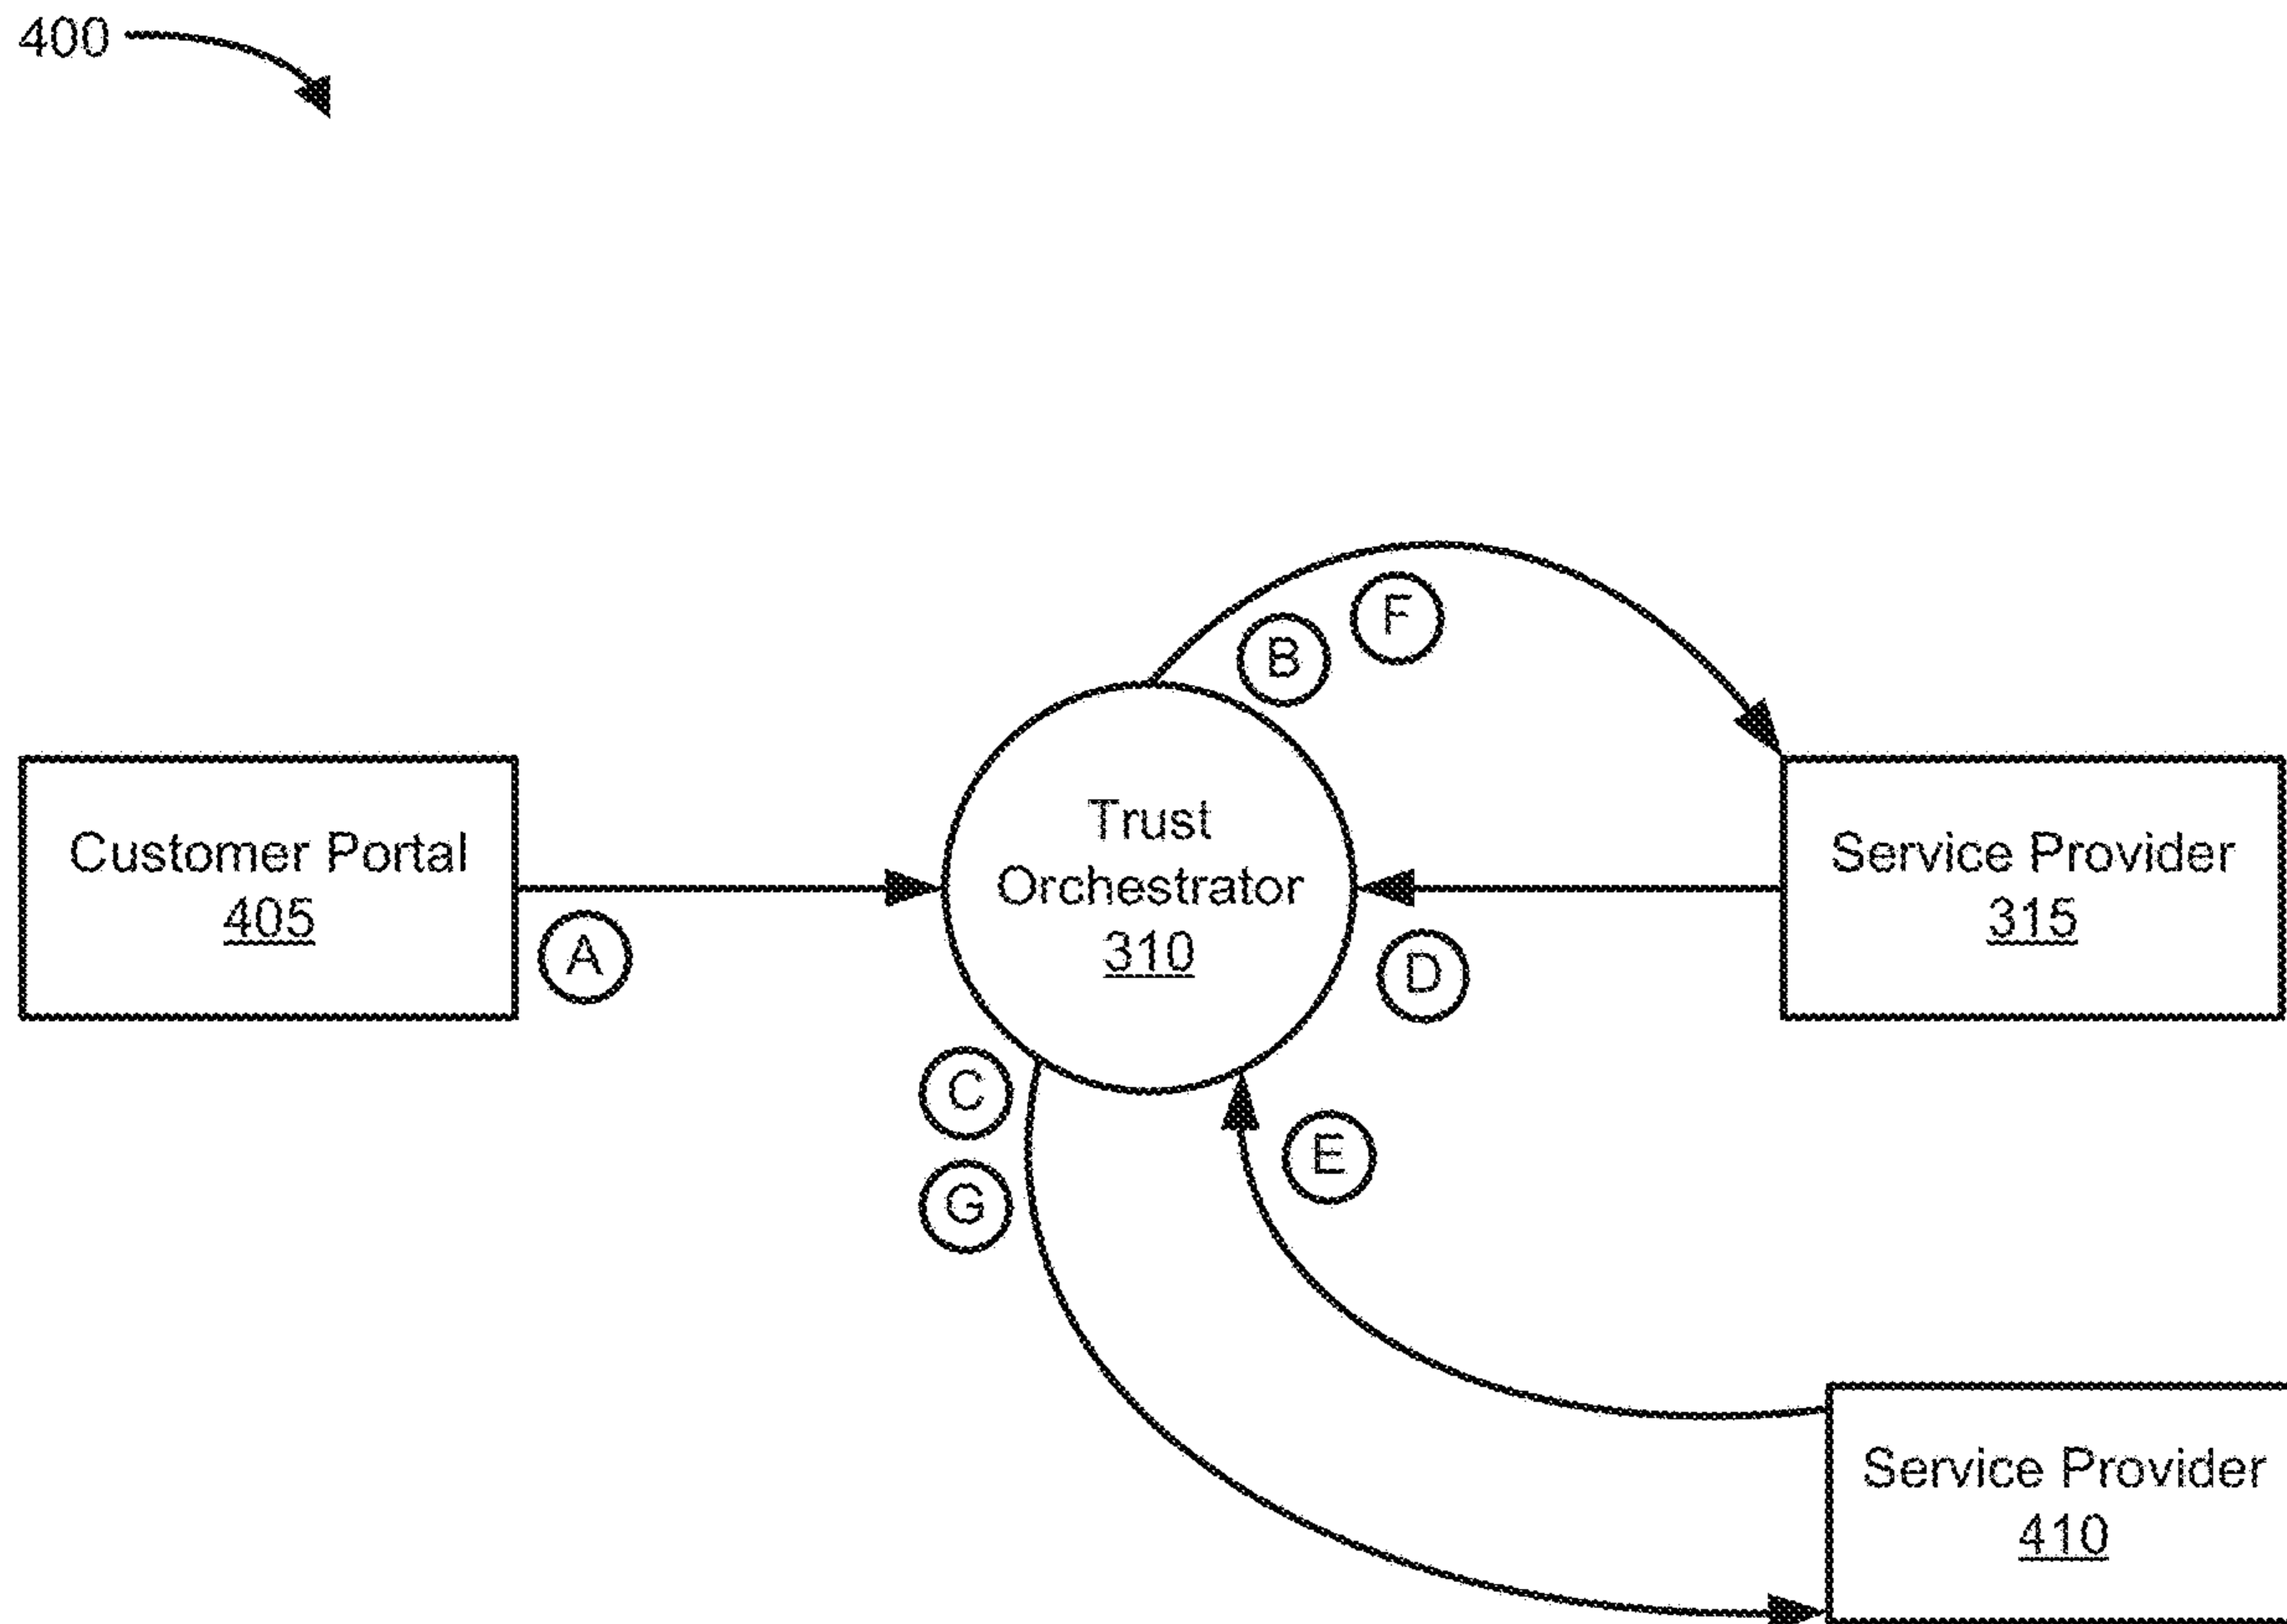 400
F
B
Trust
Orchestrator
310
Customer Portal
405
Service Provider
315
A
D
C
G
E
Service Provider
410